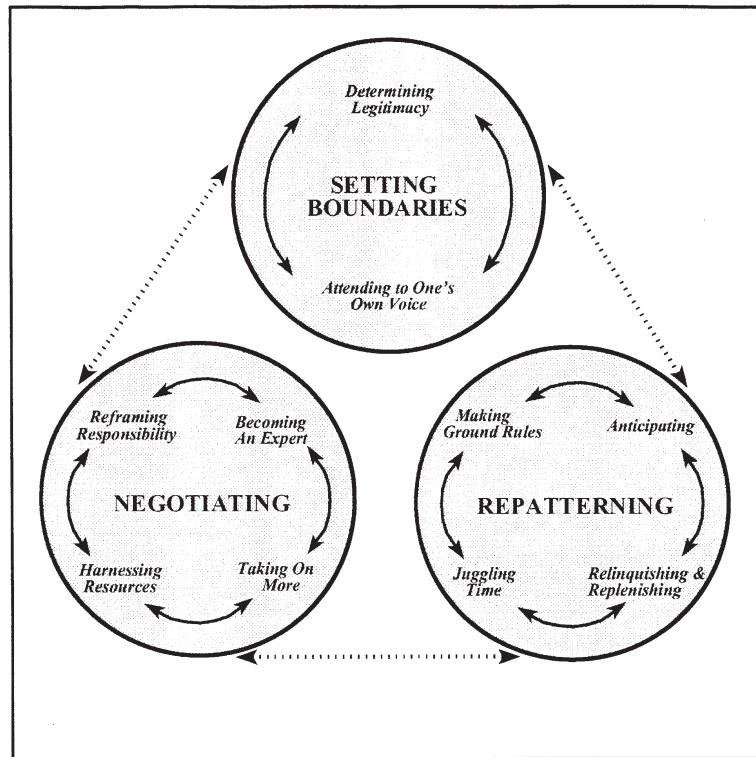 Determining
Legitimacy
SETTING
BOUNDARIES
Attending to One's
Own Voice
Reframing
Responsibility
Becoming
An Expert
NEGOTIATING
Harnessing
Resources
Taking On
More
Making
Ground Rules
Anticipating
REPATTERNING
Juggling
Time
Relinquishing &
Replenishing